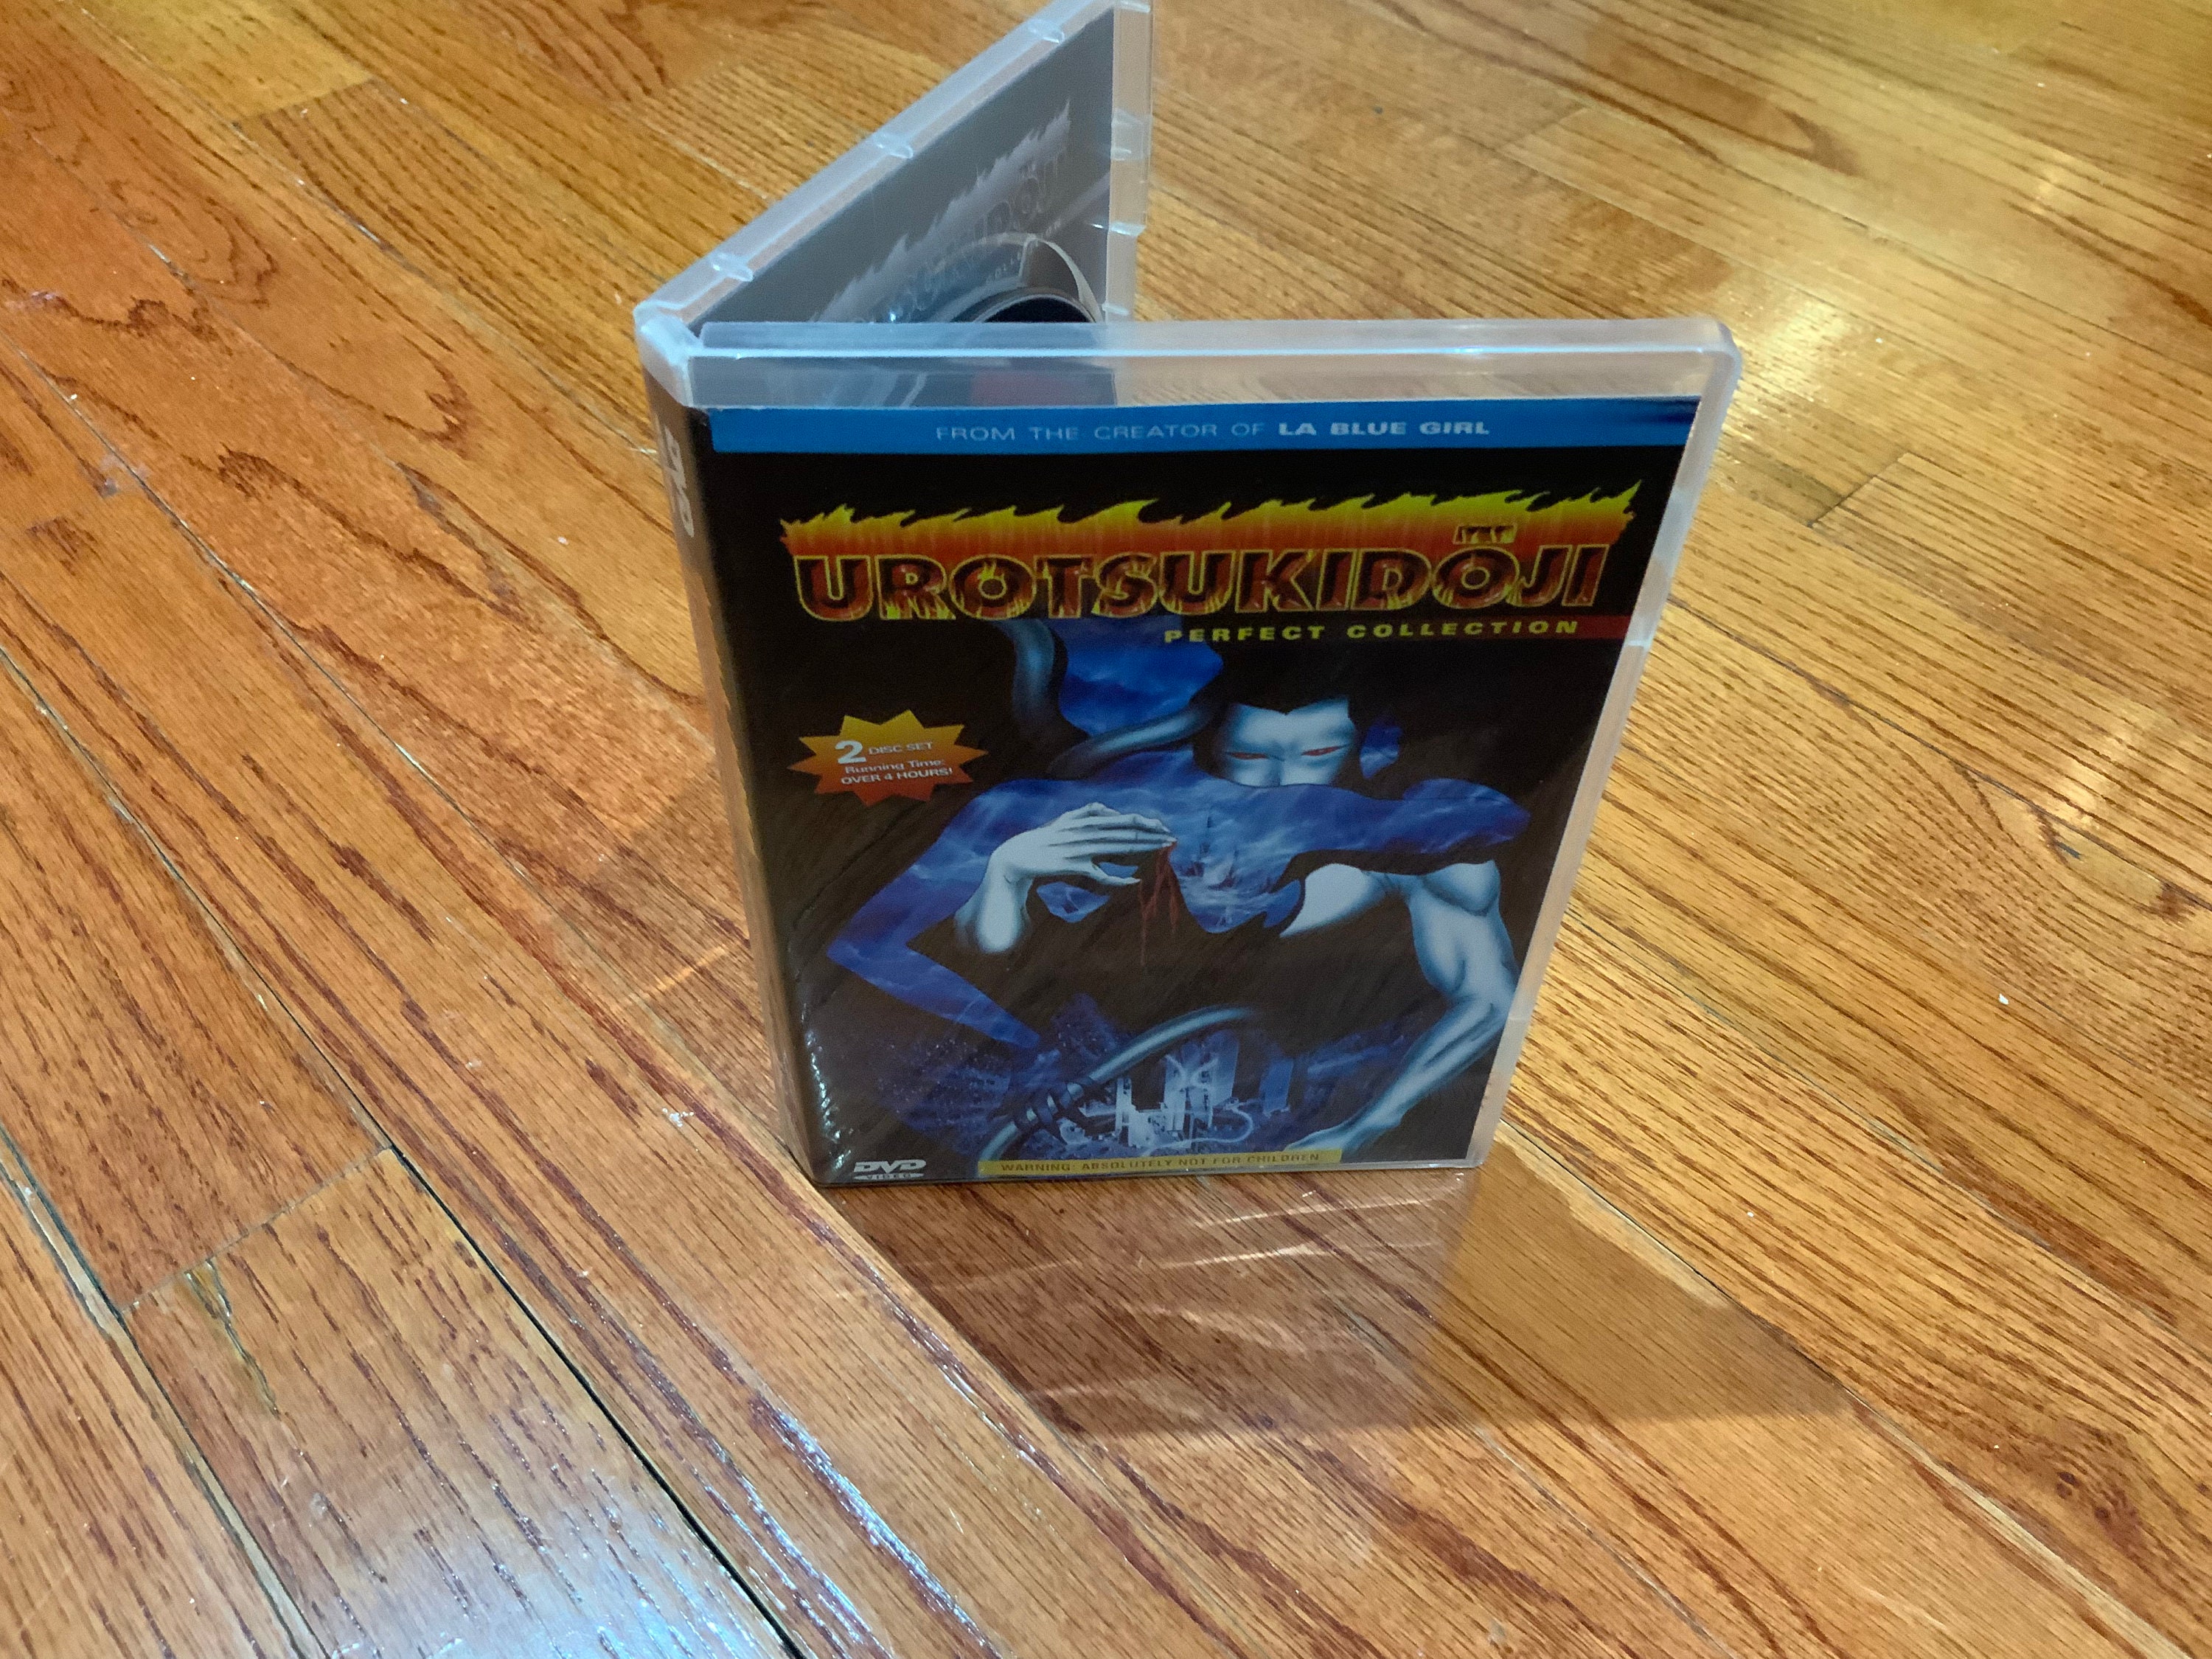 FROM THE CREATOR OF LA BLUE GIRL
UROTSUKIDŌJI
PERFECT COLLECTION
2 DISC SET
Running Time:
OVER 4 HOURS!
DVD
VIDEO
WARNING: ABSOLUTELY NOT FOR CHILDREN